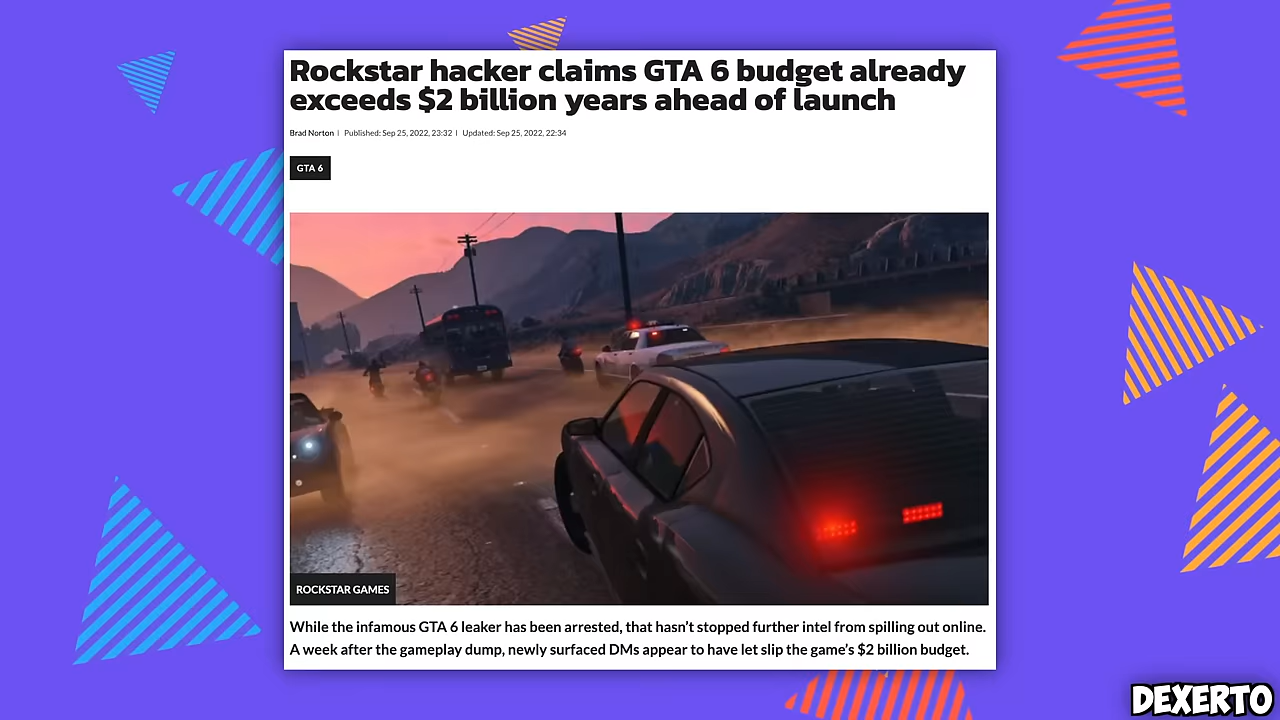 Rockstar hacker claims GTA 6 budget already
exceeds $2 billion years ahead of launch
Brad Norton | Published: Sep 25, 2022, 23:32 | Updated: Sep 25, 2022, 22:34
GTA 6
ROCKSTAR GAMES
While the infamous GTA 6 leaker has been arrested, that hasn't stopped further intel from spilling out online.
A week after the gameplay dump, newly surfaced DMs appear to have let slip the game's $2 billion budget.
DEXERTO